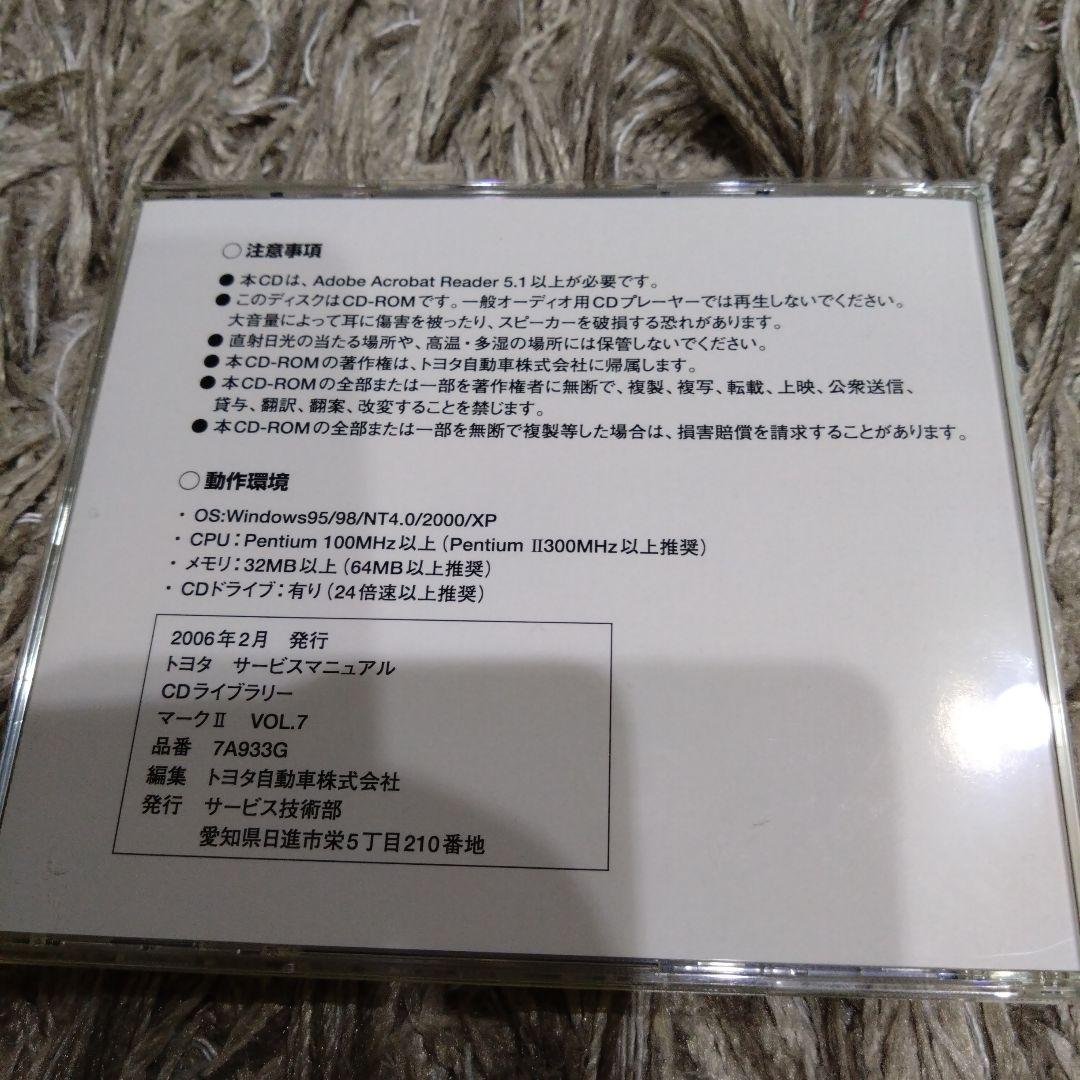 ○注意事項
●本CDは、Adobe Acrobat Reader 5.1以上が必要です。
●このディスクはCD-ROMです。一般オーディオ用CDプレーヤーでは再生しないでください。
大音量によって耳に傷害を被ったり、スピーカーを破損する恐れがあります。
●直射日光の当たる場所や、高温・多湿の場所には保管しないでください。
●本CD-ROMの著作権は、トヨタ自動車株式会社に帰属します。
●本CD-ROMの全部または一部を著作権者に無断で、複製、複写、転載、上映、公衆送信、
貸与、翻訳、翻案、改変することを禁じます。
●本CD-ROMの全部または一部を無断で複製等した場合は、損害賠償を請求することがあります。
○動作環境
・OS:Windows95/98/NT4.0/2000/XP
・CPU：Pentium 100MHz以上（Pentium Ⅱ300MHz以上推奨）
・メモリ：32MB以上（64MB以上推奨）
・CDドライブ：有り（24倍速以上推奨）
2006年2月　発行
トヨタ　サービスマニュアル
CDライブラリー
マークⅡ　VOL.7
品番　7A933G
編集　トヨタ自動車株式会社
発行　サービス技術部
愛知県日進市栄5丁目210番地